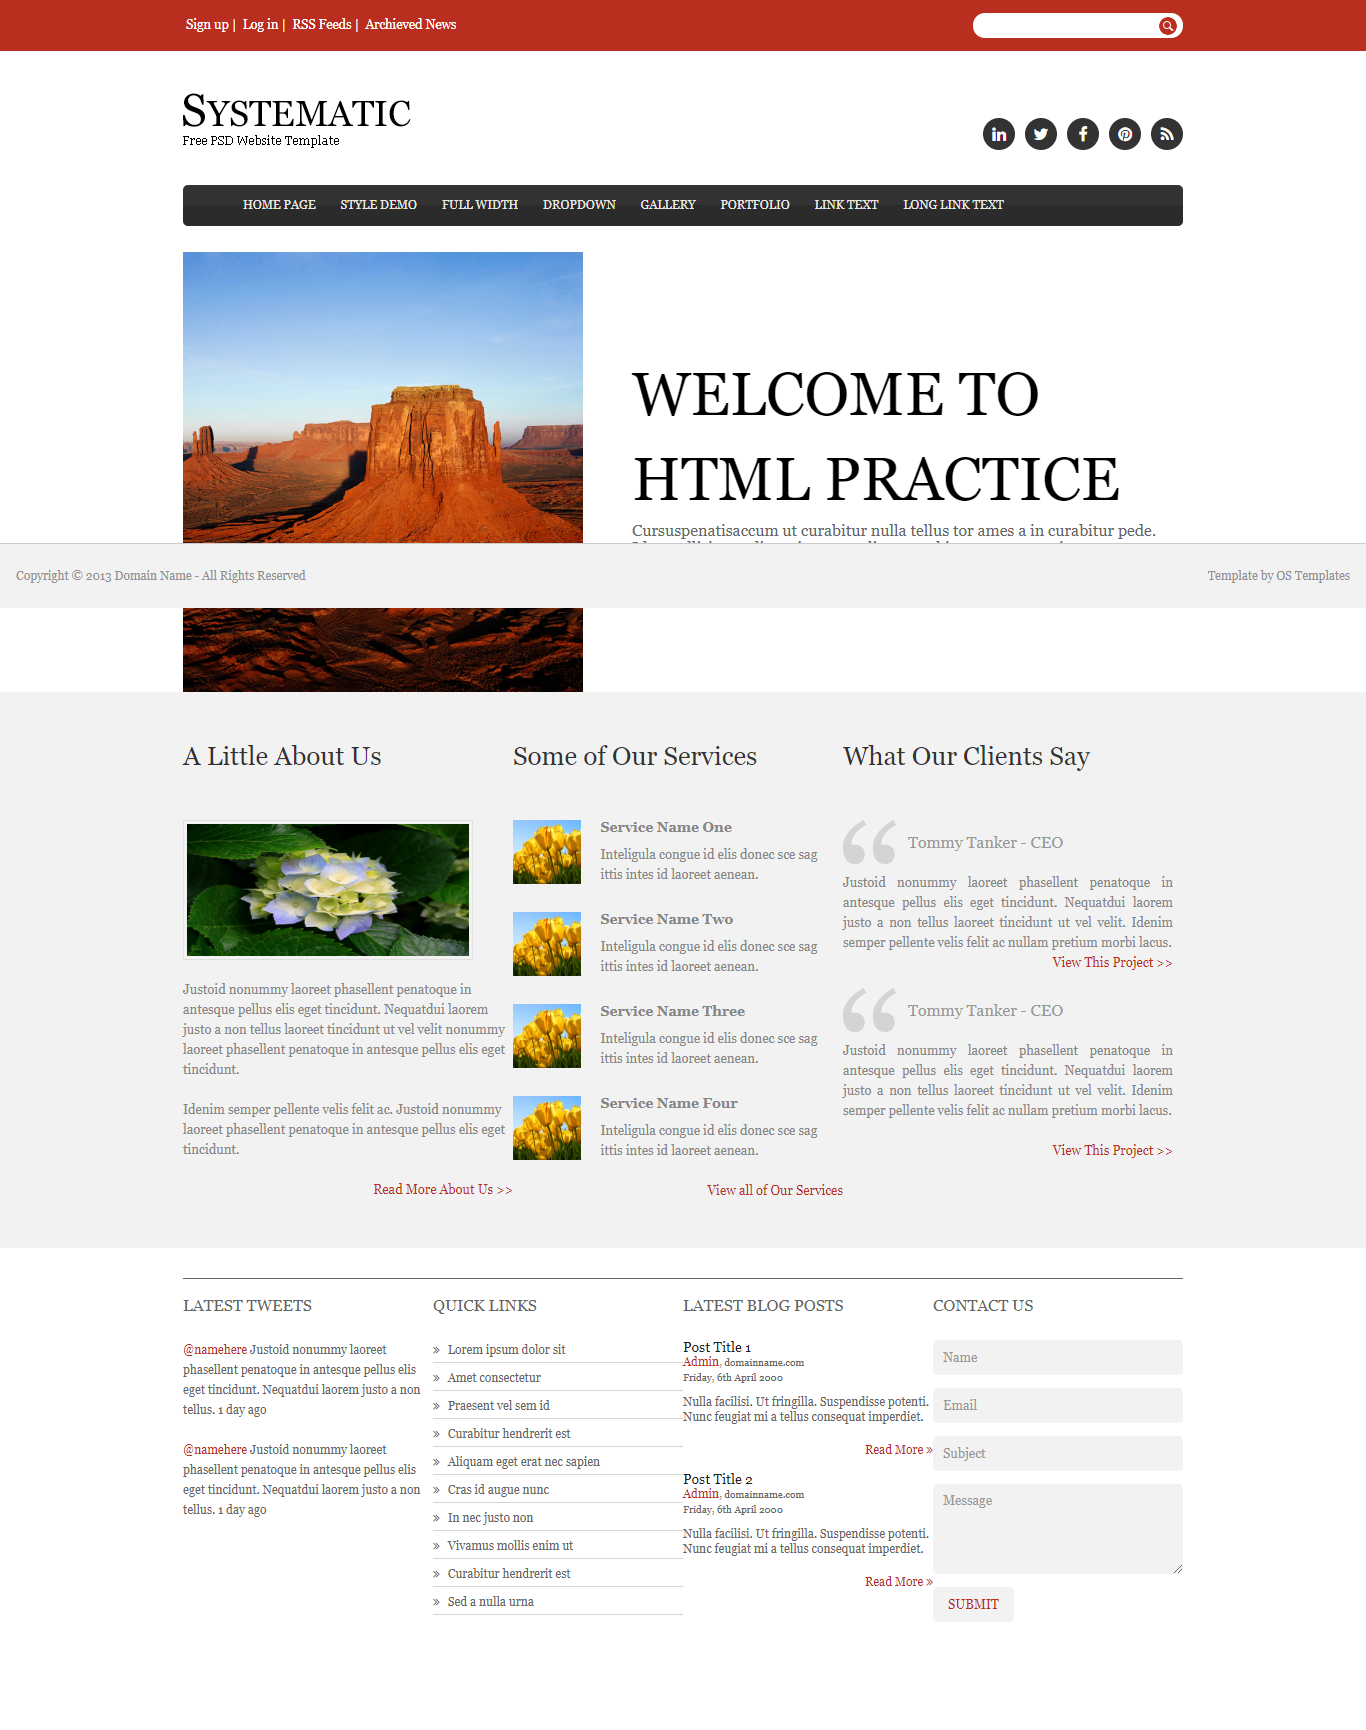 Sign up | Log in | RSS Feeds | Archieved News
SYSTEMATIC
Free PSD Website Template
HOME PAGE STYLE DEMO FULL WIDTH DROPDOWN GALLERY PORTFOLIO LINK TEXT LONG LINK TEXT
WELCOME TO
HTML PRACTICE
Cursuspenatisaccum ut curabitur nulla tellus tor ames a in curabitur pede.
Copyright © 2013 Domain Name - All Rights Reserved
Template by OS Templates
A Little About Us
Justoid nonummy laoreet phasellent penatoque in
antesque pellus elis eget tincidunt. Nequatdui laorem
justo a non tellus laoreet tincidunt ut vel velit nonummy
laoreet phasellent penatoque in antesque pellus elis eget
tincidunt.
Idenim semper pellente velis felit ac. Justoid nonummy
laoreet phasellent penatoque in antesque pellus elis eget
tincidunt.
Read More About Us >>
Some of Our Services
Service Name One
Inteligula congue id elis donec sce sag
ittis intes id laoreet aenean.
Service Name Two
Inteligula congue id elis donec sce sag
ittis intes id laoreet aenean.
Service Name Three
Inteligula congue id elis donec sce sag
ittis intes id laoreet aenean.
Service Name Four
Inteligula congue id elis donec sce sag
ittis intes id laoreet aenean.
View all of Our Services
What Our Clients Say
Tommy Tanker - CEO
Justoid nonummy laoreet phasellent penatoque in
antesque pellus elis eget tincidunt. Nequatdui laorem
justo a non tellus laoreet tincidunt ut vel velit. Idenim
semper pellente velis felit ac nullam pretium morbi lacus.
View This Project >>
Tommy Tanker - CEO
Justoid nonummy laoreet phasellent penatoque in
antesque pellus elis eget tincidunt. Nequatdui laorem
justo a non tellus laoreet tincidunt ut vel velit. Idenim
semper pellente velis felit ac nullam pretium morbi lacus.
View This Project >>
LATEST TWEETS
@namehere Justoid nonummy laoreet
phasellent penatoque in antesque pellus elis
eget tincidunt. Nequatdui laorem justo a non
tellus. 1 day ago
@namehere Justoid nonummy laoreet
phasellent penatoque in antesque pellus elis
eget tincidunt. Nequatdui laorem justo a non
tellus. 1 day ago
QUICK LINKS
» Lorem ipsum dolor sit
» Amet consectetur
» Praesent vel sem id
» Curabitur hendrerit est
» Aliquam eget erat nec sapien
» Cras id augue nunc
» In nec justo non
» Vivamus mollis enim ut
» Curabitur hendrerit est
» Sed a nulla urna
LATEST BLOG POSTS
Post Title 1
Admin, domainname.com
Friday, 6th April 2000
Nulla facilisi. Ut fringilla. Suspendisse potenti.
Nunc feugiat mi a tellus consequat imperdiet.
Read More »
Post Title 2
Admin, domainname.com
Friday, 6th April 2000
Nulla facilisi. Ut fringilla. Suspendisse potenti.
Nunc feugiat mi a tellus consequat imperdiet.
Read More »
CONTACT US
Name
Email
Subject
Message
SUBMIT